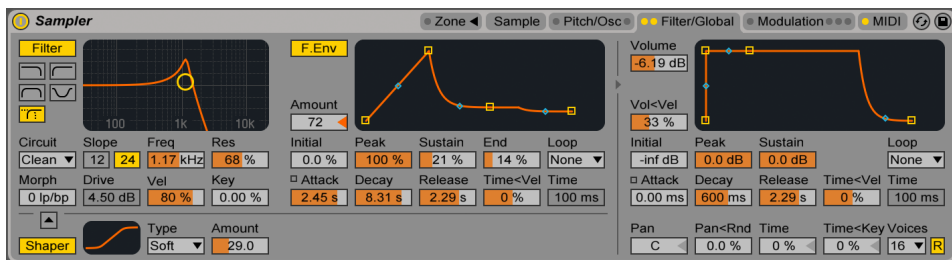 Sampler Zone Sample Pitch/Osc Filter/Global Modulation MIDI
Filter F.Env Volume
-6.19 dB
100 1k 10k
Amount Vol<Vel
72 33 %
Circuit Slope Freq Res Initial Peak Sustain End Loop Initial Peak Sustain Loop
Clean 12 24 1.17 kHz 68 % 0.0 % 100 % 21 % 14 % None -inf dB 0.0 dB 0.0 dB None
Morph Drive Vel Key Attack Decay Release Time<Vel Time Attack Decay Release Time<Vel Time
0 lp/bp 4.50 dB 80 % 0.00 % 2.45 s 8.31 s 2.29 s 0 % 100 ms 0.00 ms 600 ms 2.29 s 0 % 100 ms
Type Amount Pan Pan<Rnd Time Time<Key Voices
Shaper Soft 29.0 C 0.0 % 0 % 0 % 16 R